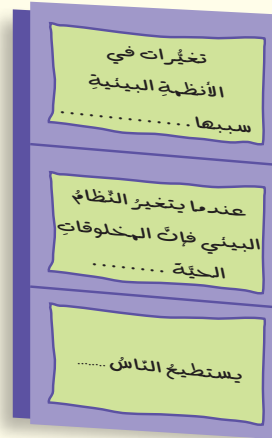 تغيُّرات في
الأنظمةِ البيئيةِ
سببها ..............
عندما يتغيرُ النِّظامُ
البيئي فإنَّ المخلوقاتِ
الحيَّة ........
يستطيعُ النّاسُ ........